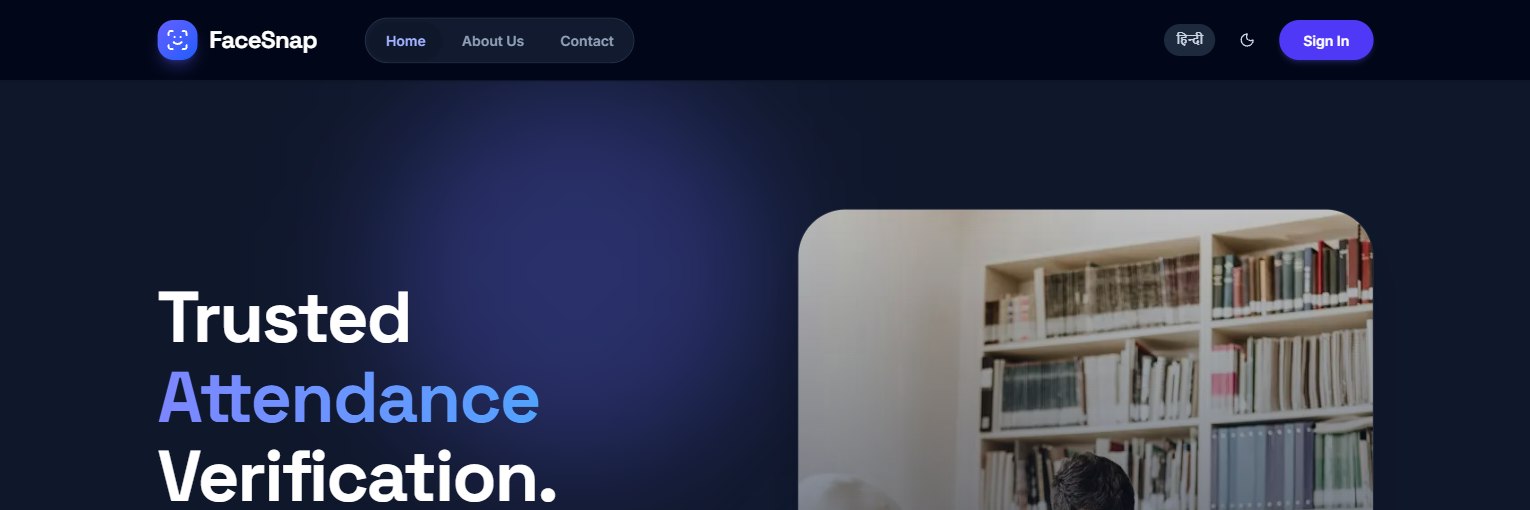 FaceSnap
Home About Us Contact
हिन्दी
Sign In
Trusted
Attendance
Verification.